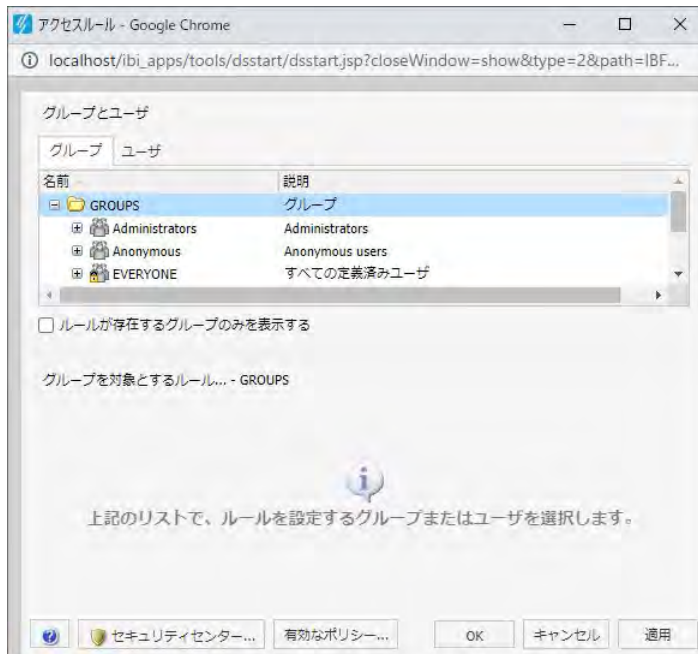 アクセスルール - Google Chrome
localhost/ibi_apps/tools/dsstart/dsstart.jsp?closeWindow=show&type=2&path=IBF...
グループとユーザ
グループ ユーザ
名前 説明
GROUPS グループ
Administrators Administrators
Anonymous Anonymous users
EVERYONE すべての定義済みユーザ
ルールが存在するグループのみを表示する
グループを対象とするルール... - GROUPS
上記のリストで、ルールを設定するグループまたはユーザを選択します。
セキュリティセンター... 有効なポリシー... OK キャンセル 適用